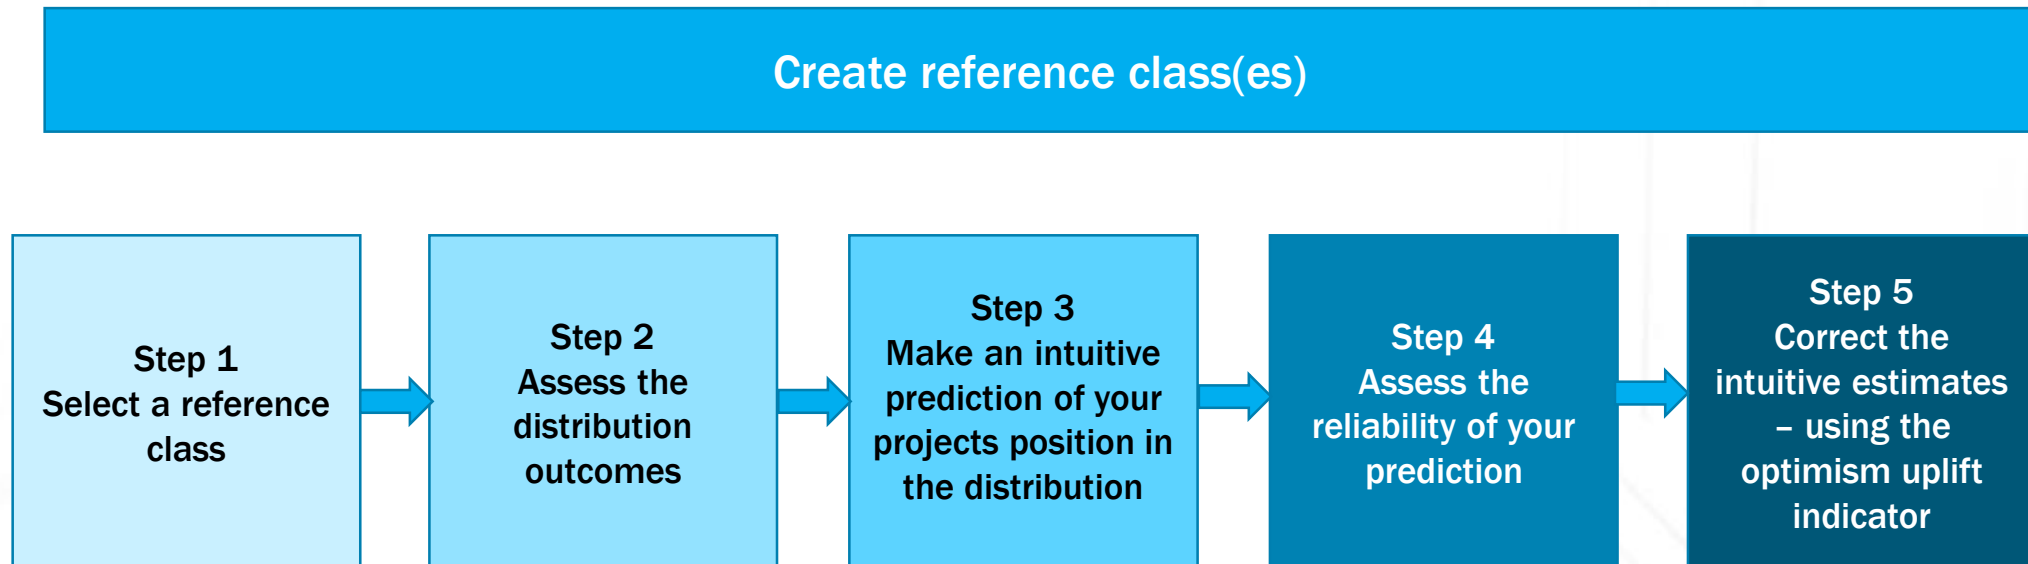 Create reference class(es)
Step 1
Select a reference
class
Step 2
Assess the
distribution
outcomes
Step 3
Make an intuitive
prediction of your
projects position in
the distribution
Step 4
Assess the
reliability of your
prediction
Step 5
Correct the
intuitive estimates
– using the
optimism uplift
indicator